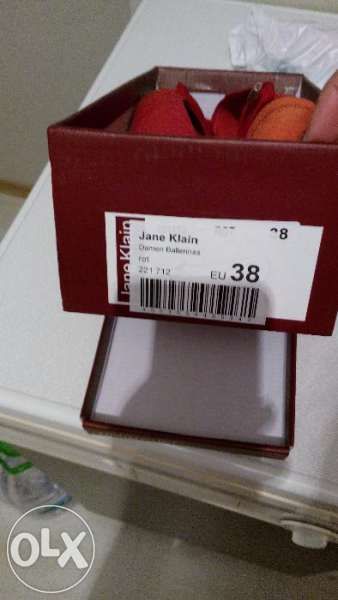 38
Jane Klain
Jane Klain
Damen Ballerinas
rot
221 712
EU 38
OLX